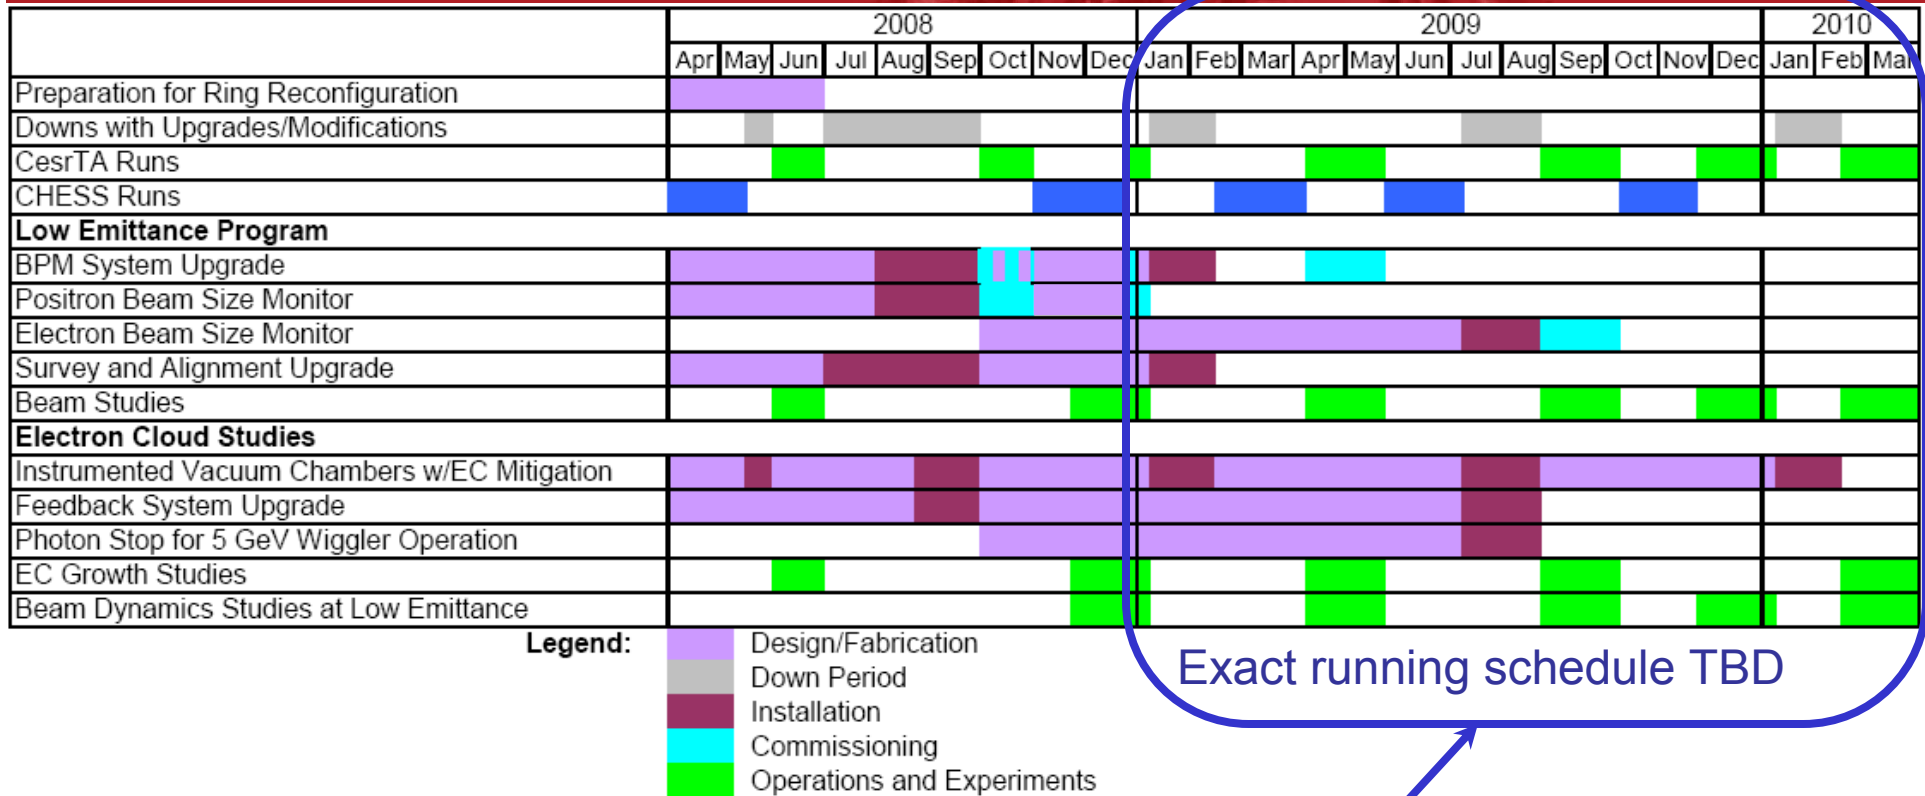 2008 2009 2010
Apr May Jun Jul Aug Sep Oct Nov Dec Jan Feb Mar Apr May Jun Jul Aug Sep Oct Nov Dec Jan Feb Mar
Preparation for Ring Reconfiguration
Downs with Upgrades/Modifications
CesrTA Runs
CHESS Runs
Low Emittance Program
BPM System Upgrade
Positron Beam Size Monitor
Electron Beam Size Monitor
Survey and Alignment Upgrade
Beam Studies
Electron Cloud Studies
Instrumented Vacuum Chambers w/EC Mitigation
Feedback System Upgrade
Photon Stop for 5 GeV Wiggler Operation
EC Growth Studies
Beam Dynamics Studies at Low Emittance
Legend:
Design/Fabrication
Down Period
Installation
Commissioning
Operations and Experiments
Exact running schedule TBD